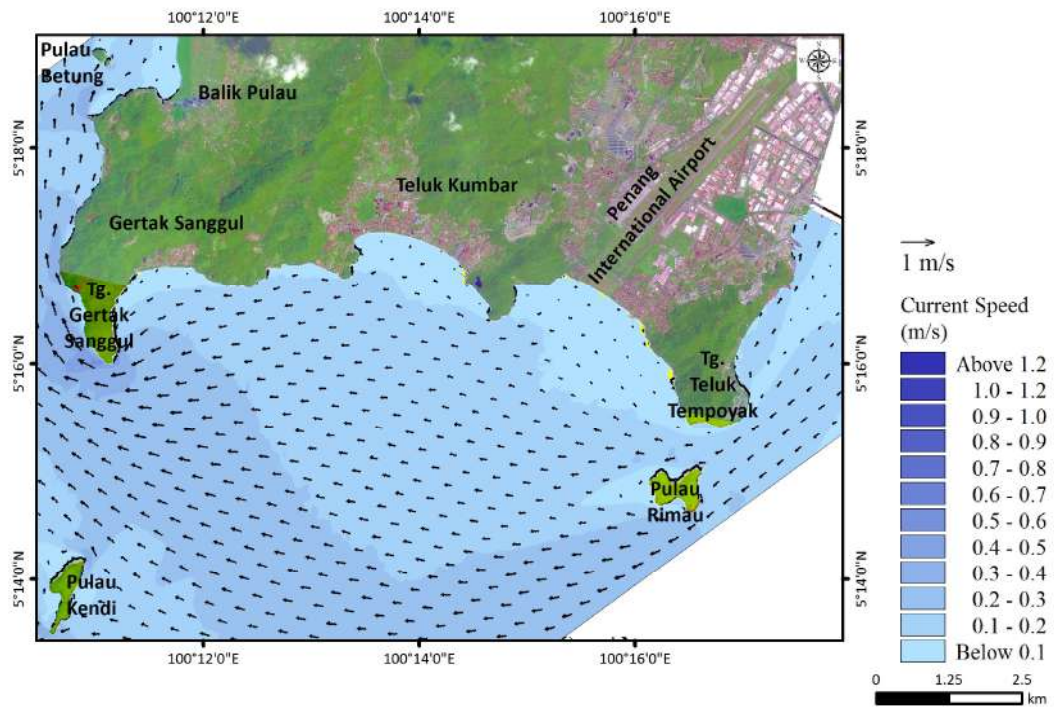 100°12'0"E
100°14'0"E
100°16'0"E
Pulau
Betung
N
W
E
S
Balik Pulau
5°18'0"N
5°18'0"N
Teluk Kumbar
Penang
International Airport
Gertak Sanggul
1 m/s
Tg.
Gertak
Sanggul
Current Speed
(m/s)
5°16'0"N
5°16'0"N
Tg.
Teluk
Tempoyak
Above 1.2
1.0 - 1.2
0.9 - 1.0
0.8 - 0.9
0.7 - 0.8
0.6 - 0.7
0.5 - 0.6
0.4 - 0.5
0.3 - 0.4
0.2 - 0.3
0.1 - 0.2
Below 0.1
Pulau
Rimau
5°14'0"N
5°14'0"N
Pulau
Kendi
100°12'0"E
100°14'0"E
100°16'0"E
0 1.25 2.5
km